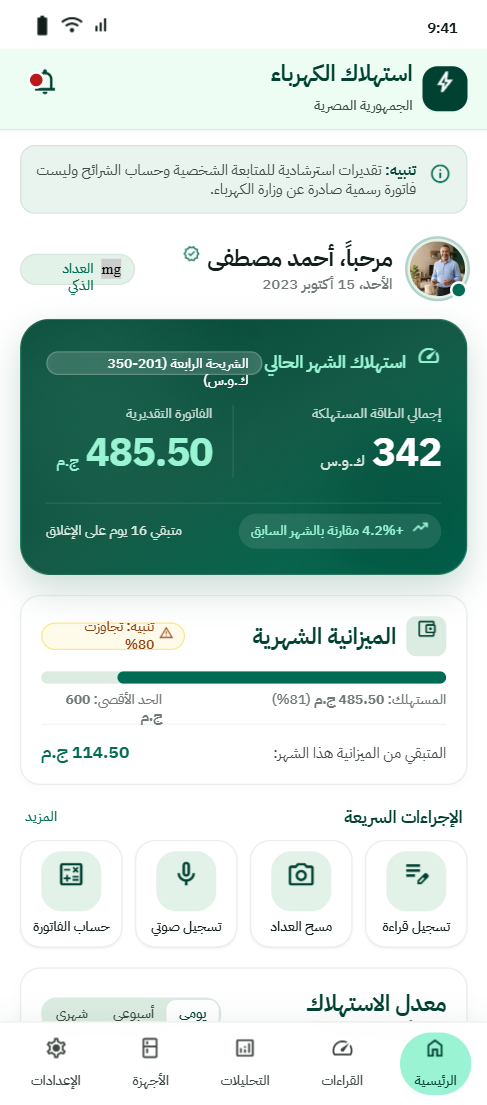 9:41
استهلاك الكهرباء
الجمهورية المصرية
تنبيه: تقديرات استرشادية للمتابعة الشخصية وحساب الشرائح وليست
فاتورة رسمية صادرة عن وزارة الكهرباء.
مرحباً، أحمد مصطفى
الأحد، 15 أكتوبر 2023
mg
العداد
الذكي
استهلاك الشهر الحالي
الشريحة الرابعة (201-350
ك.و.س)
إجمالي الطاقة المستهلكة
342 ك.و.س
الفاتورة التقديرية
485.50 ج.م
+4.2% مقارنة بالشهر السابق
متبقي 16 يوم على الإغلاق
الميزانية الشهرية
تنبيه: تجاوزت
80%
المستهلك: 485.50 ج.م (81%)
الحد الأقصى: 600
ج.م
المتبقي من الميزانية هذا الشهر:
114.50 ج.م
الإجراءات السريعة
المزيد
تسجيل قراءة
مسح العداد
تسجيل صوتي
حساب الفاتورة
معدل الاستهلاك
يومي
أسبوعي
شهري
الرئيسية
القراءات
التحليلات
الأجهزة
الإعدادات